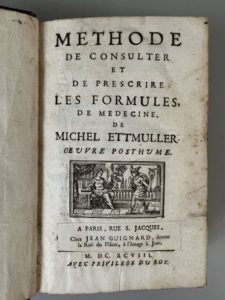 METHODE
DE CONSULTER
ET
DE PRESCRIRE
LES FORMULES,
DE MEDECINE,
DE
MICHEL ETTMULLER.
ŒUVRE POSTHUME.
A PARIS, RUE S. JACQUES,
Chez JEAN GUIGNARD, devant
la Ruë du Plâtre, à l'Image S. Jean.
M. DC. XCVIII.
AVEC PRIVILEGE DU ROY.